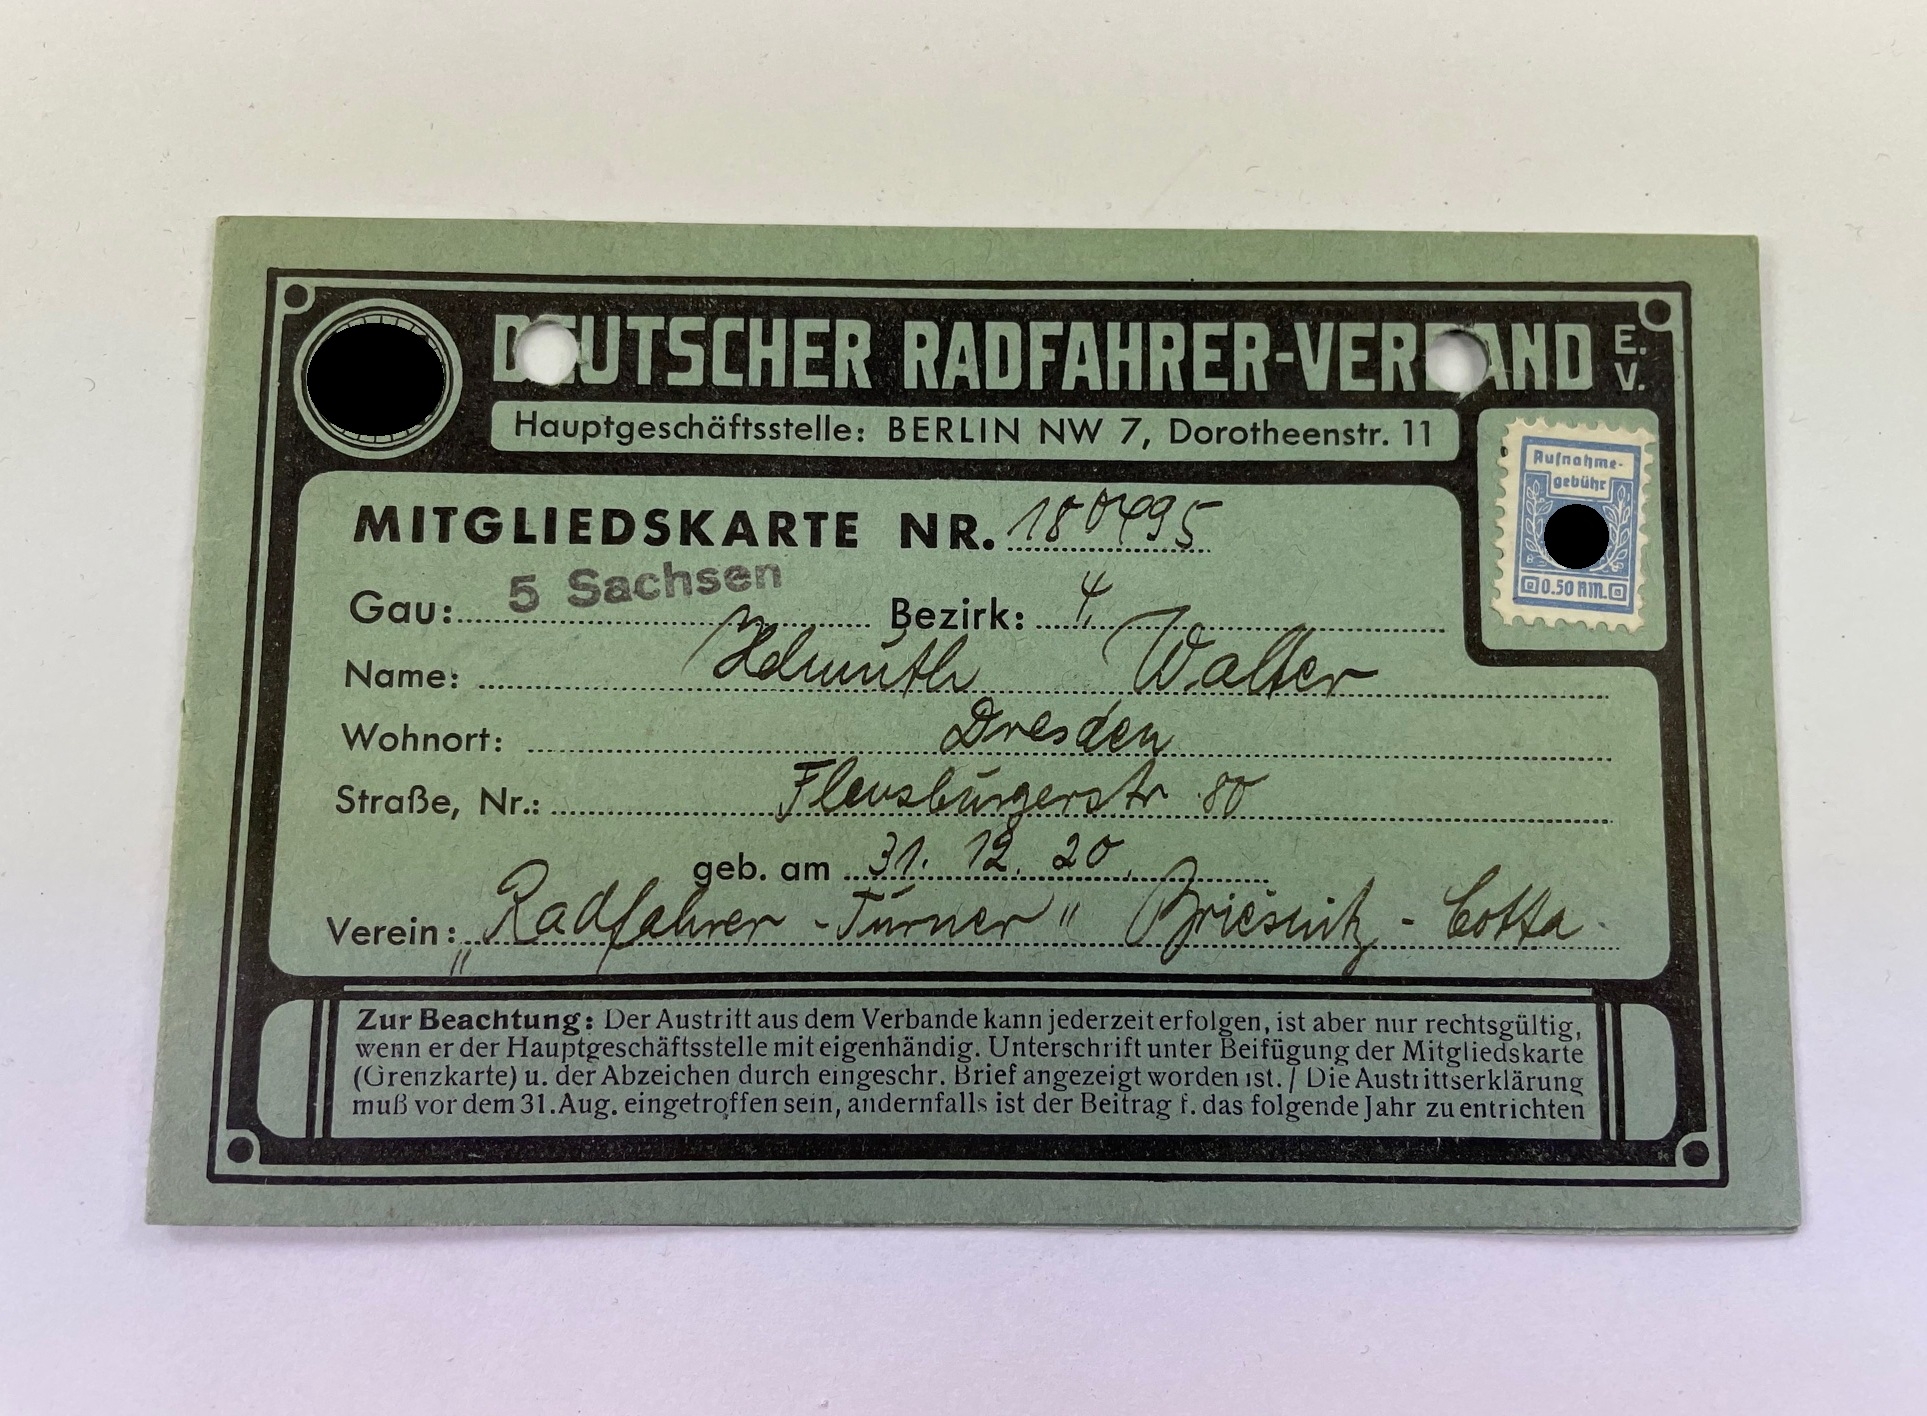 DEUTSCHER RADFAHRER-VERBAND E. V.
Hauptgeschäftsstelle: BERLIN NW 7, Dorotheenstr. 11
Aufnahme-
gebühr
0.50 RM.
MITGLIEDSKARTE NR. 180495
Gau: 5 Sachsen Bezirk: 4.
Name: Helmuth Walter
Wohnort: Dresden
Straße, Nr.: Flensburgerstr. 80
geb. am 31. 12. 20.
Verein: „Radfahrer-Turner" Briesnitz-Cotta.
Zur Beachtung: Der Austritt aus dem Verbande kann jederzeit erfolgen, ist aber nur rechtsgültig,
wenn er der Hauptgeschäftsstelle mit eigenhändig. Unterschrift unter Beifügung der Mitgliedskarte
(Grenzkarte) u. der Abzeichen durch eingeschr. Brief angezeigt worden ist. / Die Austrittserklärung
muß vor dem 31. Aug. eingetroffen sein, andernfalls ist der Beitrag f. das folgende Jahr zu entrichten